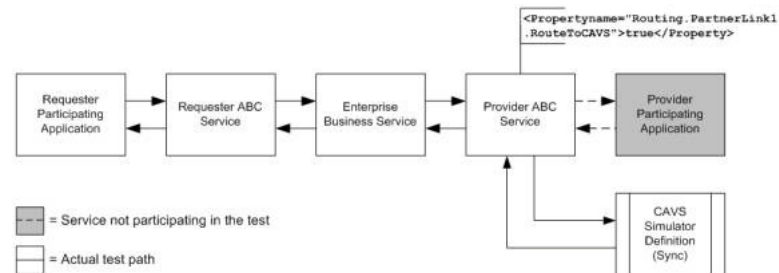 <Propertyname="Routing.PartnerLink1
.RouteToCAVS">true</Property>
Requester
Participating
Application
Requester ABC
Service
Enterprise
Business Service
Provider ABC
Service
Provider
Participating
Application
= Service not participating in the test
= Actual test path
CAVS
Simulator
Definition
(Sync)